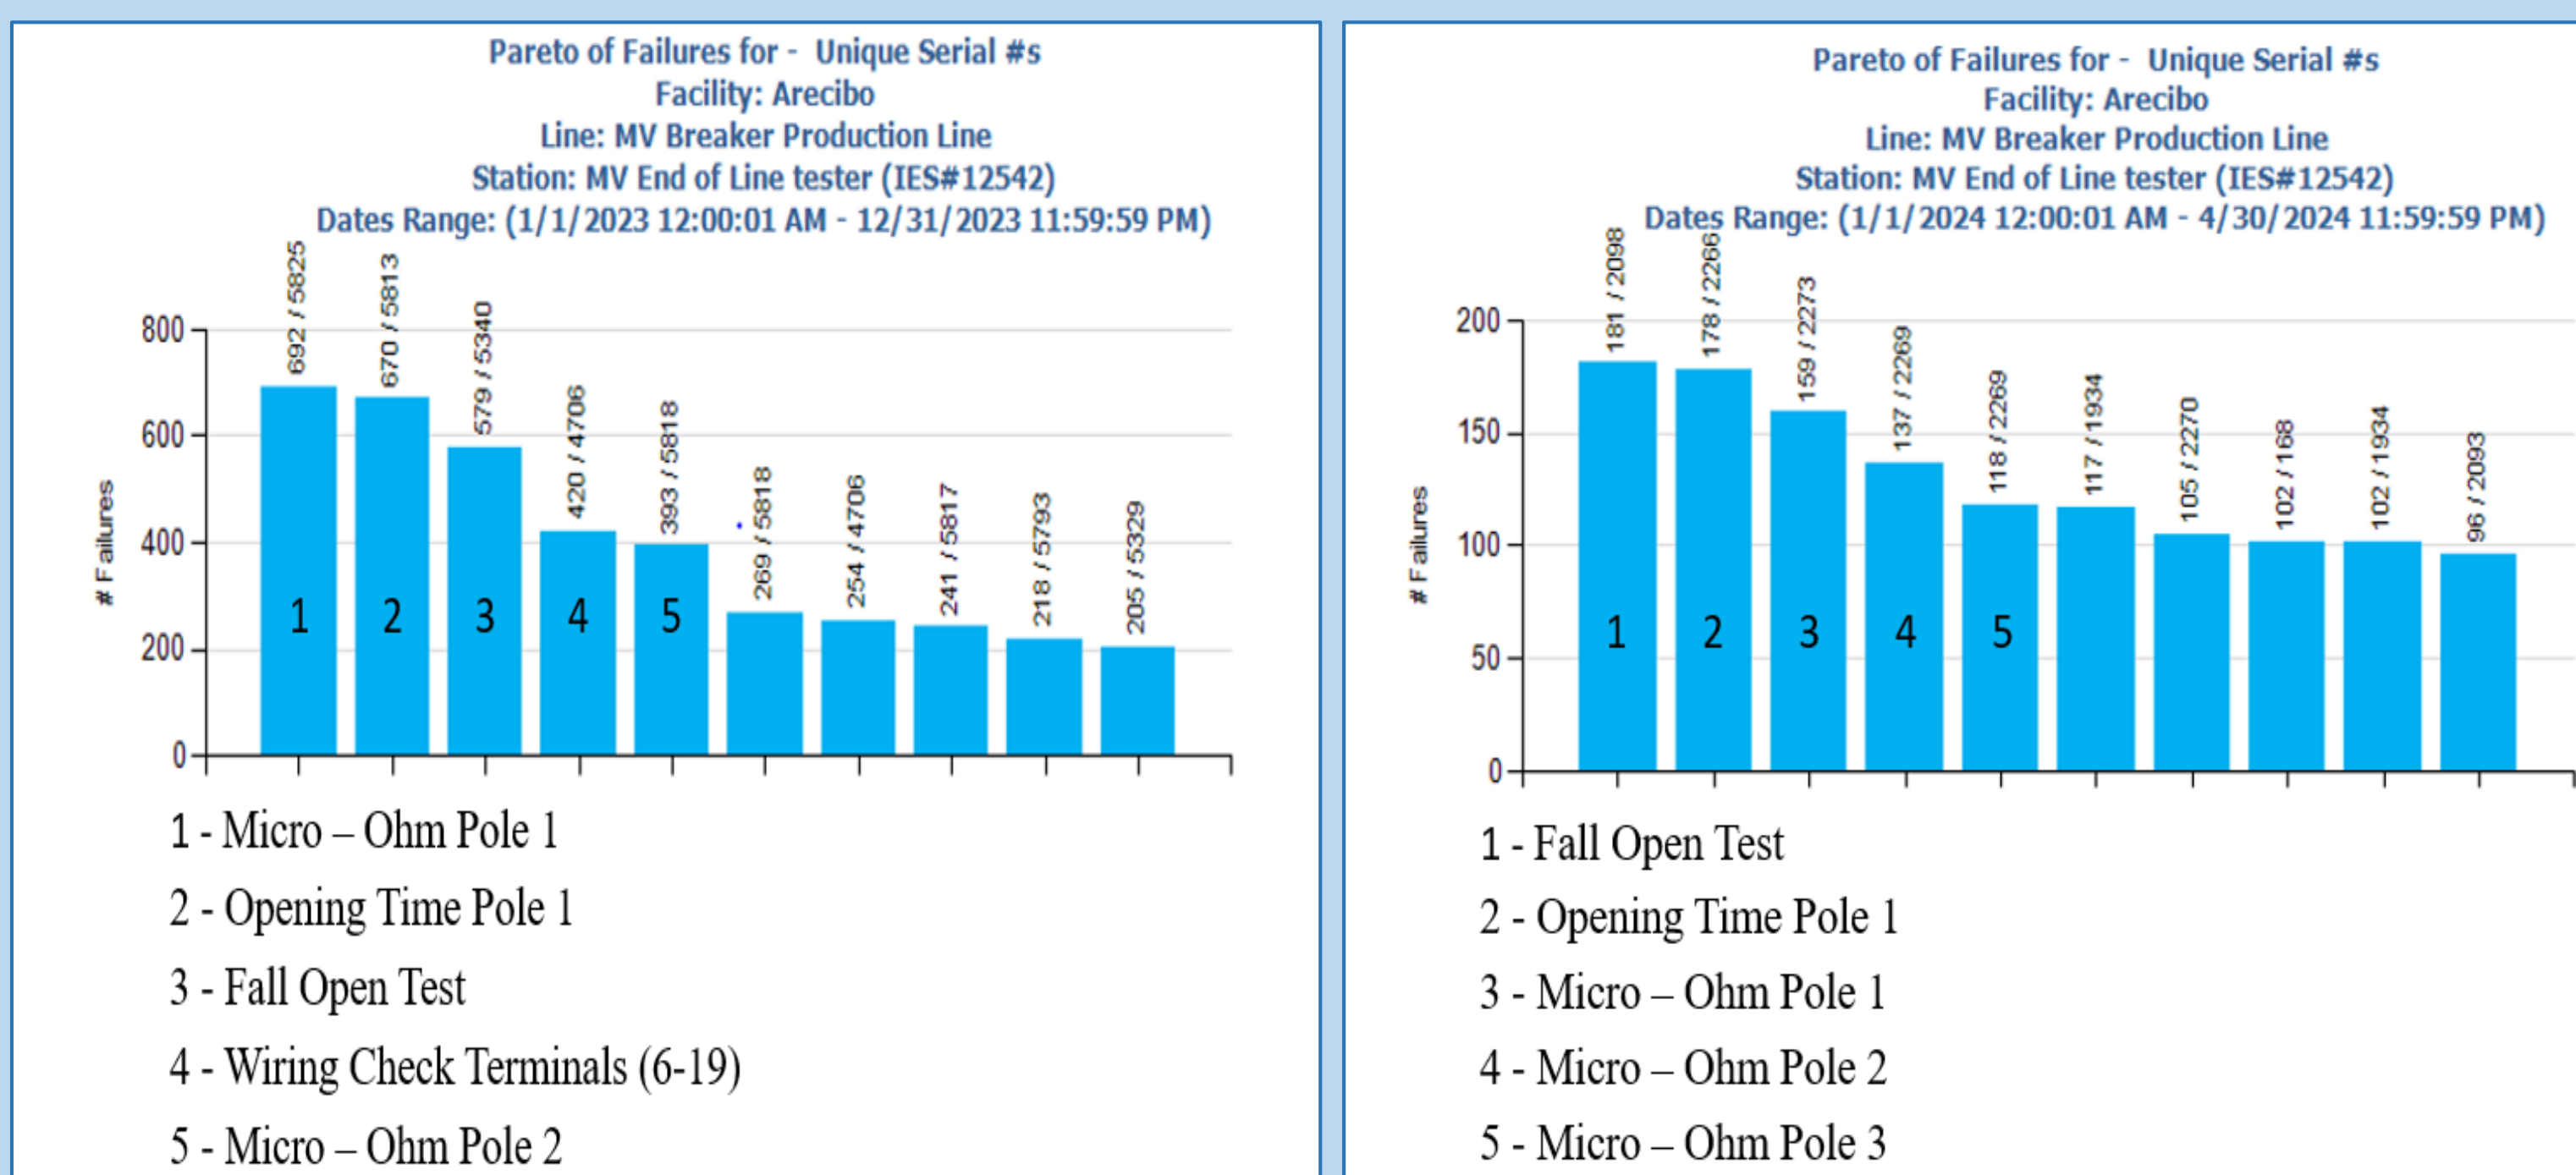 Pareto of Failures for - Unique Serial #s
Facility: Arecibo
Line: MV Breaker Production Line
Station: MV End of Line tester (IES#12542)
Dates Range: (1/1/2023 12:00:01 AM - 12/31/2023 11:59:59 PM)
# Failures
800
600
400
200
0
692 / 5825
670 / 5813
579 / 5340
420 / 4706
393 / 5818
269 / 5818
254 / 4706
241 / 5817
218 / 5793
205 / 5329
1
2
3
4
5
1 - Micro – Ohm Pole 1
2 - Opening Time Pole 1
3 - Fall Open Test
4 - Wiring Check Terminals (6-19)
5 - Micro – Ohm Pole 2
Pareto of Failures for - Unique Serial #s
Facility: Arecibo
Line: MV Breaker Production Line
Station: MV End of Line tester (IES#12542)
Dates Range: (1/1/2024 12:00:01 AM - 4/30/2024 11:59:59 PM)
# Failures
200
150
100
50
0
181 / 2098
178 / 2266
159 / 2273
137 / 2269
118 / 2269
117 / 1934
105 / 2270
102 / 168
102 / 1934
96 / 2093
1
2
3
4
5
1 - Fall Open Test
2 - Opening Time Pole 1
3 - Micro – Ohm Pole 1
4 - Micro – Ohm Pole 2
5 - Micro – Ohm Pole 3